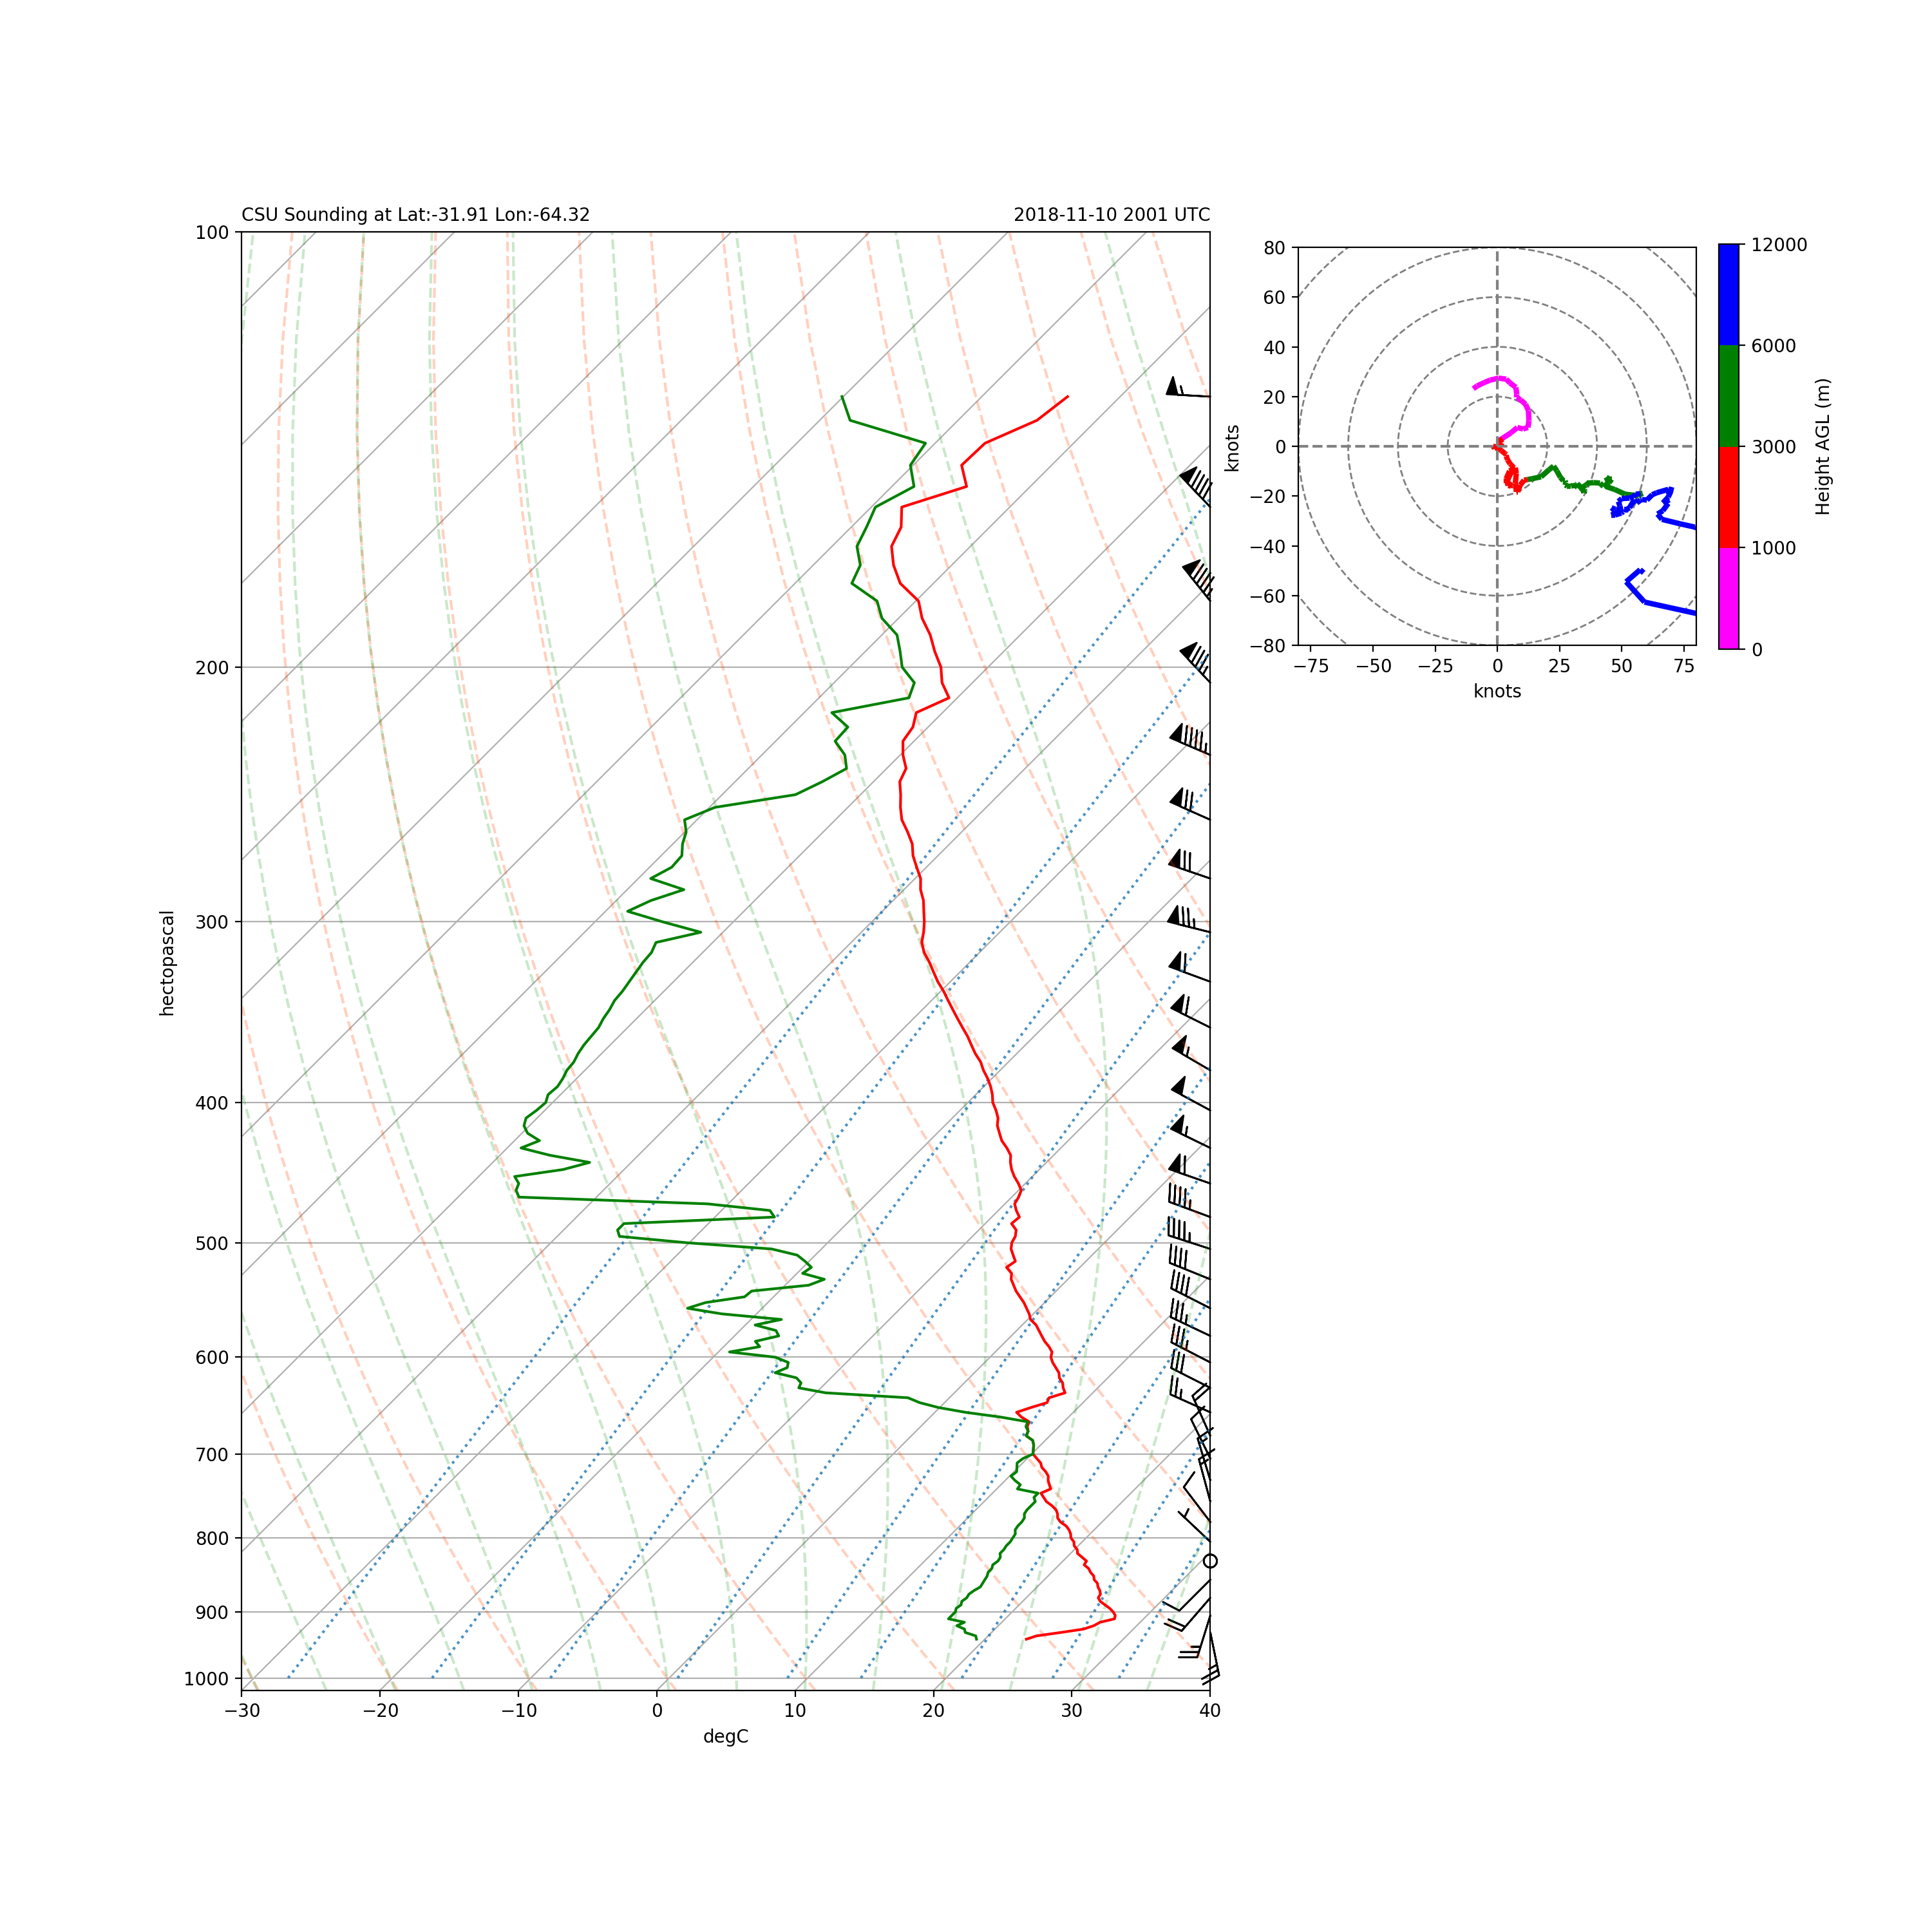 CSU Sounding at Lat:-31.91 Lon:-64.32
2018-11-10 2001 UTC
100
200
300
400
500
600
700
800
900
1000
hectopascal
−30 −20 −10 0 10 20 30 40
degC
80
60
40
20
0
−20
−40
−60
−80
knots
−75 −50 −25 0 25 50 75
knots
12000
6000
3000
1000
0
Height AGL (m)